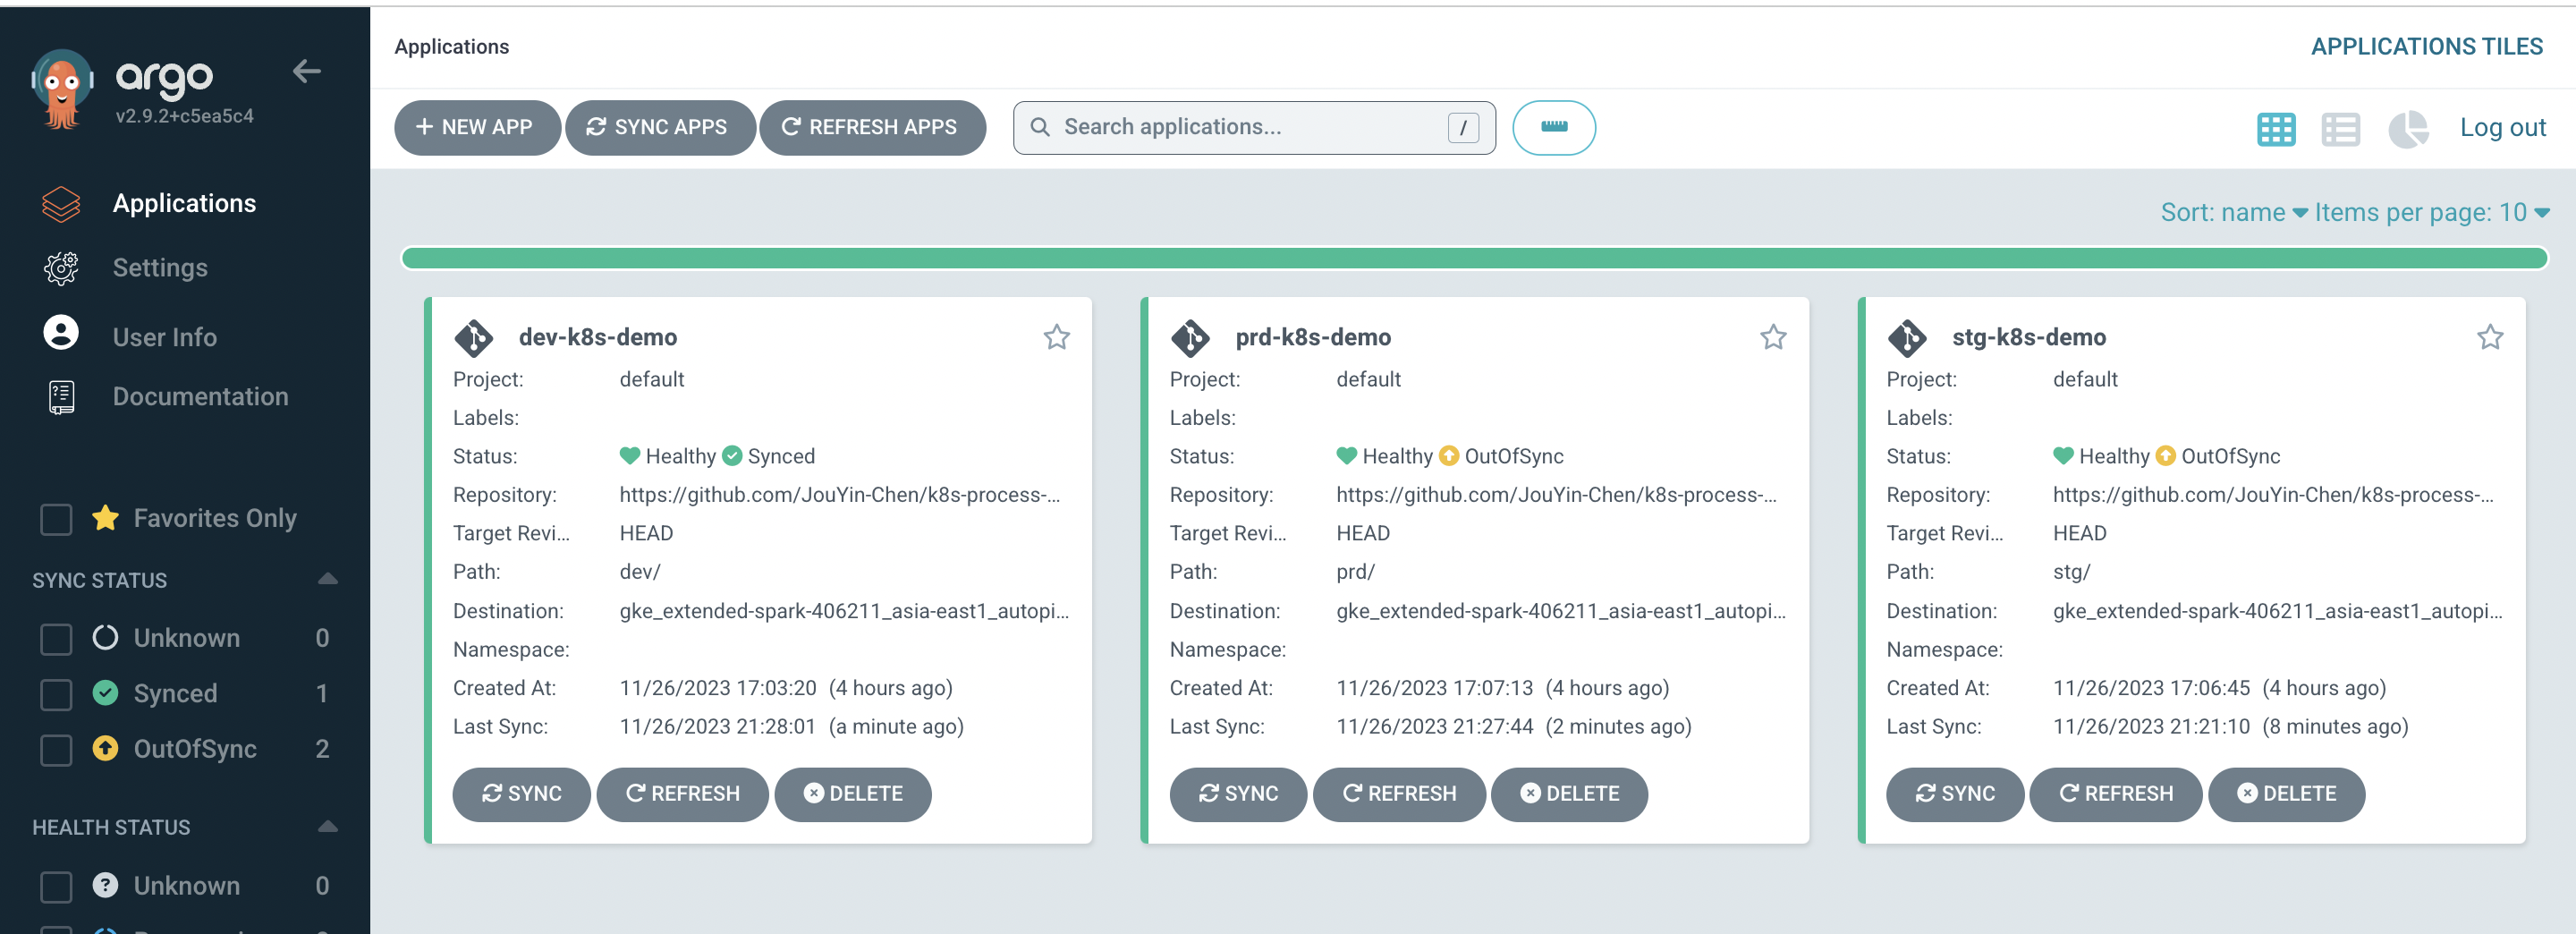 argo
v2.9.2+c5ea5c4
Applications
Settings
User Info
Documentation
Favorites Only
SYNC STATUS
Unknown 0
Synced 1
OutOfSync 2
HEALTH STATUS
Unknown 0
Applications
APPLICATIONS TILES
+ NEW APP
SYNC APPS
REFRESH APPS
Search applications...
/
Log out
Sort: name
Items per page: 10
dev-k8s-demo
Project: default
Labels:
Status: Healthy Synced
Repository: https://github.com/JouYin-Chen/k8s-process-...
Target Revi... HEAD
Path: dev/
Destination: gke_extended-spark-406211_asia-east1_autopi...
Namespace:
Created At: 11/26/2023 17:03:20 (4 hours ago)
Last Sync: 11/26/2023 21:28:01 (a minute ago)
SYNC REFRESH DELETE
prd-k8s-demo
Project: default
Labels:
Status: Healthy OutOfSync
Repository: https://github.com/JouYin-Chen/k8s-process-...
Target Revi... HEAD
Path: prd/
Destination: gke_extended-spark-406211_asia-east1_autopi...
Namespace:
Created At: 11/26/2023 17:07:13 (4 hours ago)
Last Sync: 11/26/2023 21:27:44 (2 minutes ago)
SYNC REFRESH DELETE
stg-k8s-demo
Project: default
Labels:
Status: Healthy OutOfSync
Repository: https://github.com/JouYin-Chen/k8s-process-...
Target Revi... HEAD
Path: stg/
Destination: gke_extended-spark-406211_asia-east1_autopi...
Namespace:
Created At: 11/26/2023 17:06:45 (4 hours ago)
Last Sync: 11/26/2023 21:21:10 (8 minutes ago)
SYNC REFRESH DELETE